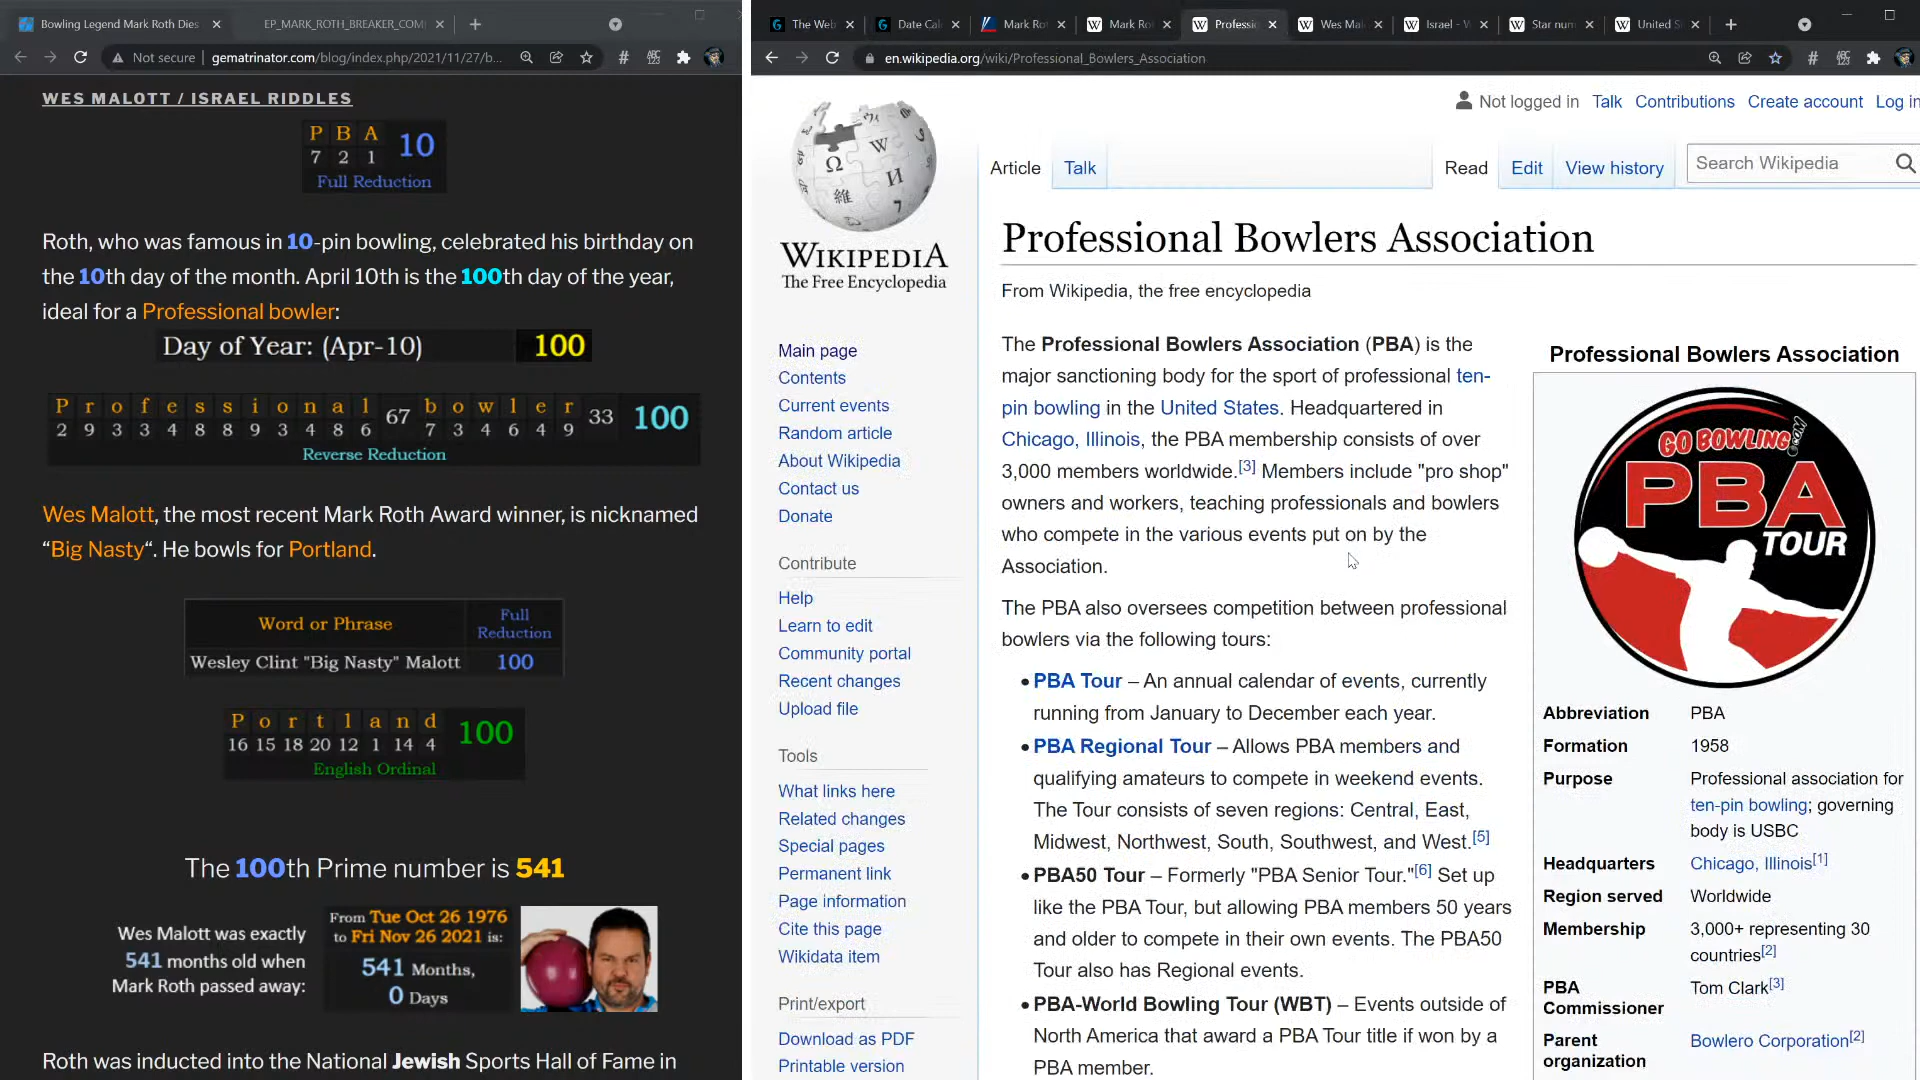 Bowling Legend Mark Roth Dies
EP_MARK_ROTH_BREAKER_COM
Not secure
gematrinator.com/blog/index.php/2021/11/27/b...
WES MALOTT / ISRAEL RIDDLES
P B A 10
7 2 1
Full Reduction
Roth, who was famous in 10-pin bowling, celebrated his birthday on
the 10th day of the month. April 10th is the 100th day of the year,
ideal for a Professional bowler:
Day of Year: (Apr-10) 100
P r o f e s s i o n a l 67 b o w l e r 33 100
2 9 3 3 4 8 8 9 3 4 8 6 7 3 4 6 4 9
Reverse Reduction
Wes Malott, the most recent Mark Roth Award winner, is nicknamed
“Big Nasty“. He bowls for Portland.
Word or Phrase Full Reduction
Wesley Clint "Big Nasty" Malott 100
P o r t l a n d 100
16 15 18 20 12 1 14 4
English Ordinal
The 100th Prime number is 541
Wes Malott was exactly
541 months old when
Mark Roth passed away:
From Tue Oct 26 1976
to Fri Nov 26 2021 is:
541 Months,
0 Days
Roth was inducted into the National Jewish Sports Hall of Fame in
The Web
Date Cal
Mark Ro
Mark Ro
Professi
Wes Mal
Israel - W
Star num
United S
en.wikipedia.org/wiki/Professional_Bowlers_Association
WIKIPEDIA
The Free Encyclopedia
Main page
Contents
Current events
Random article
About Wikipedia
Contact us
Donate
Contribute
Help
Learn to edit
Community portal
Recent changes
Upload file
Tools
What links here
Related changes
Special pages
Permanent link
Page information
Cite this page
Wikidata item
Print/export
Download as PDF
Printable version
Not logged in Talk Contributions Create account Log in
Article Talk Read Edit View history Search Wikipedia
Professional Bowlers Association
From Wikipedia, the free encyclopedia
The Professional Bowlers Association (PBA) is the
major sanctioning body for the sport of professional ten-
pin bowling in the United States. Headquartered in
Chicago, Illinois, the PBA membership consists of over
3,000 members worldwide.[3] Members include "pro shop"
owners and workers, teaching professionals and bowlers
who compete in the various events put on by the
Association.
The PBA also oversees competition between professional
bowlers via the following tours:
• PBA Tour – An annual calendar of events, currently
running from January to December each year.
• PBA Regional Tour – Allows PBA members and
qualifying amateurs to compete in weekend events.
The Tour consists of seven regions: Central, East,
Midwest, Northwest, South, Southwest, and West.[5]
• PBA50 Tour – Formerly "PBA Senior Tour."[6] Set up
like the PBA Tour, but allowing PBA members 50 years
and older to compete in their own events. The PBA50
Tour also has Regional events.
• PBA-World Bowling Tour (WBT) – Events outside of
North America that award a PBA Tour title if won by a
PBA member.
Professional Bowlers Association
GO BOWLING.COM
PBA
TOUR
Abbreviation PBA
Formation 1958
Purpose Professional association for
ten-pin bowling; governing
body is USBC
Headquarters Chicago, Illinois[1]
Region served Worldwide
Membership 3,000+ representing 30
countries[2]
PBA Commissioner Tom Clark[3]
Parent organization Bowlero Corporation[2]